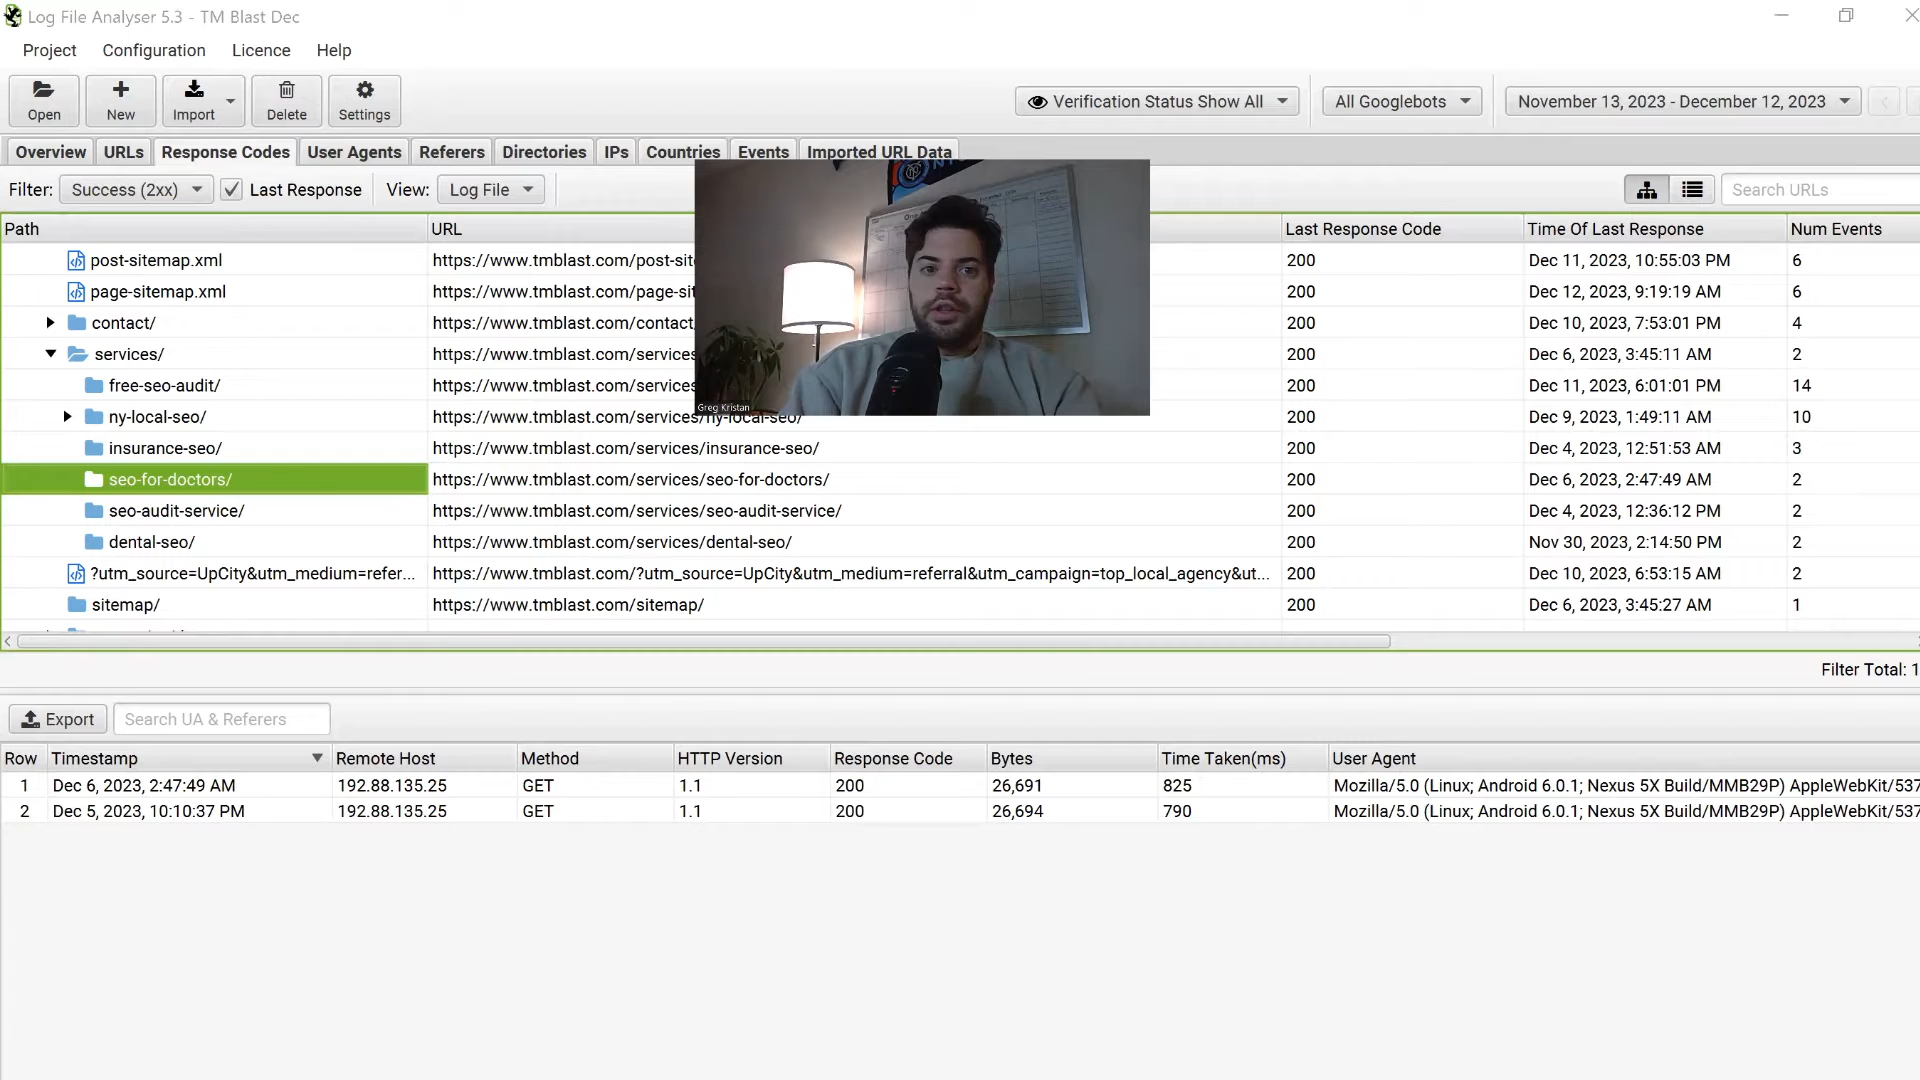 Log File Analyser 5.3 - TM Blast Dec
Project Configuration Licence Help
Open New Import Delete Settings
Verification Status Show All All Googlebots November 13, 2023 - December 12, 2023
Overview URLs Response Codes User Agents Referers Directories IPs Countries Events Imported URL Data
Filter: Success (2xx) Last Response View: Log File Search URLs
Path URL Last Response Code Time Of Last Response Num Events
post-sitemap.xml https://www.tmblast.com/post-sit 200 Dec 11, 2023, 10:55:03 PM 6
page-sitemap.xml https://www.tmblast.com/page-sit 200 Dec 12, 2023, 9:19:19 AM 6
contact/ https://www.tmblast.com/contact, 200 Dec 10, 2023, 7:53:01 PM 4
services/ https://www.tmblast.com/services 200 Dec 6, 2023, 3:45:11 AM 2
free-seo-audit/ https://www.tmblast.com/services 200 Dec 11, 2023, 6:01:01 PM 14
Greg Kristan
ny-local-seo/ https://www.tmblast.com/services/ny-local-seo/ 200 Dec 9, 2023, 1:49:11 AM 10
insurance-seo/ https://www.tmblast.com/services/insurance-seo/ 200 Dec 4, 2023, 12:51:53 AM 3
seo-for-doctors/ https://www.tmblast.com/services/seo-for-doctors/ 200 Dec 6, 2023, 2:47:49 AM 2
seo-audit-service/ https://www.tmblast.com/services/seo-audit-service/ 200 Dec 4, 2023, 12:36:12 PM 2
dental-seo/ https://www.tmblast.com/services/dental-seo/ 200 Nov 30, 2023, 2:14:50 PM 2
?utm_source=UpCity&utm_medium=refer... https://www.tmblast.com/?utm_source=UpCity&utm_medium=referral&utm_campaign=top_local_agency&ut... 200 Dec 10, 2023, 6:53:15 AM 2
sitemap/ https://www.tmblast.com/sitemap/ 200 Dec 6, 2023, 3:45:27 AM 1
Filter Total: 1
Export Search UA & Referers
Row Timestamp Remote Host Method HTTP Version Response Code Bytes Time Taken(ms) User Agent
1 Dec 6, 2023, 2:47:49 AM 192.88.135.25 GET 1.1 200 26,691 825 Mozilla/5.0 (Linux; Android 6.0.1; Nexus 5X Build/MMB29P) AppleWebKit/537
2 Dec 5, 2023, 10:10:37 PM 192.88.135.25 GET 1.1 200 26,694 790 Mozilla/5.0 (Linux; Android 6.0.1; Nexus 5X Build/MMB29P) AppleWebKit/537